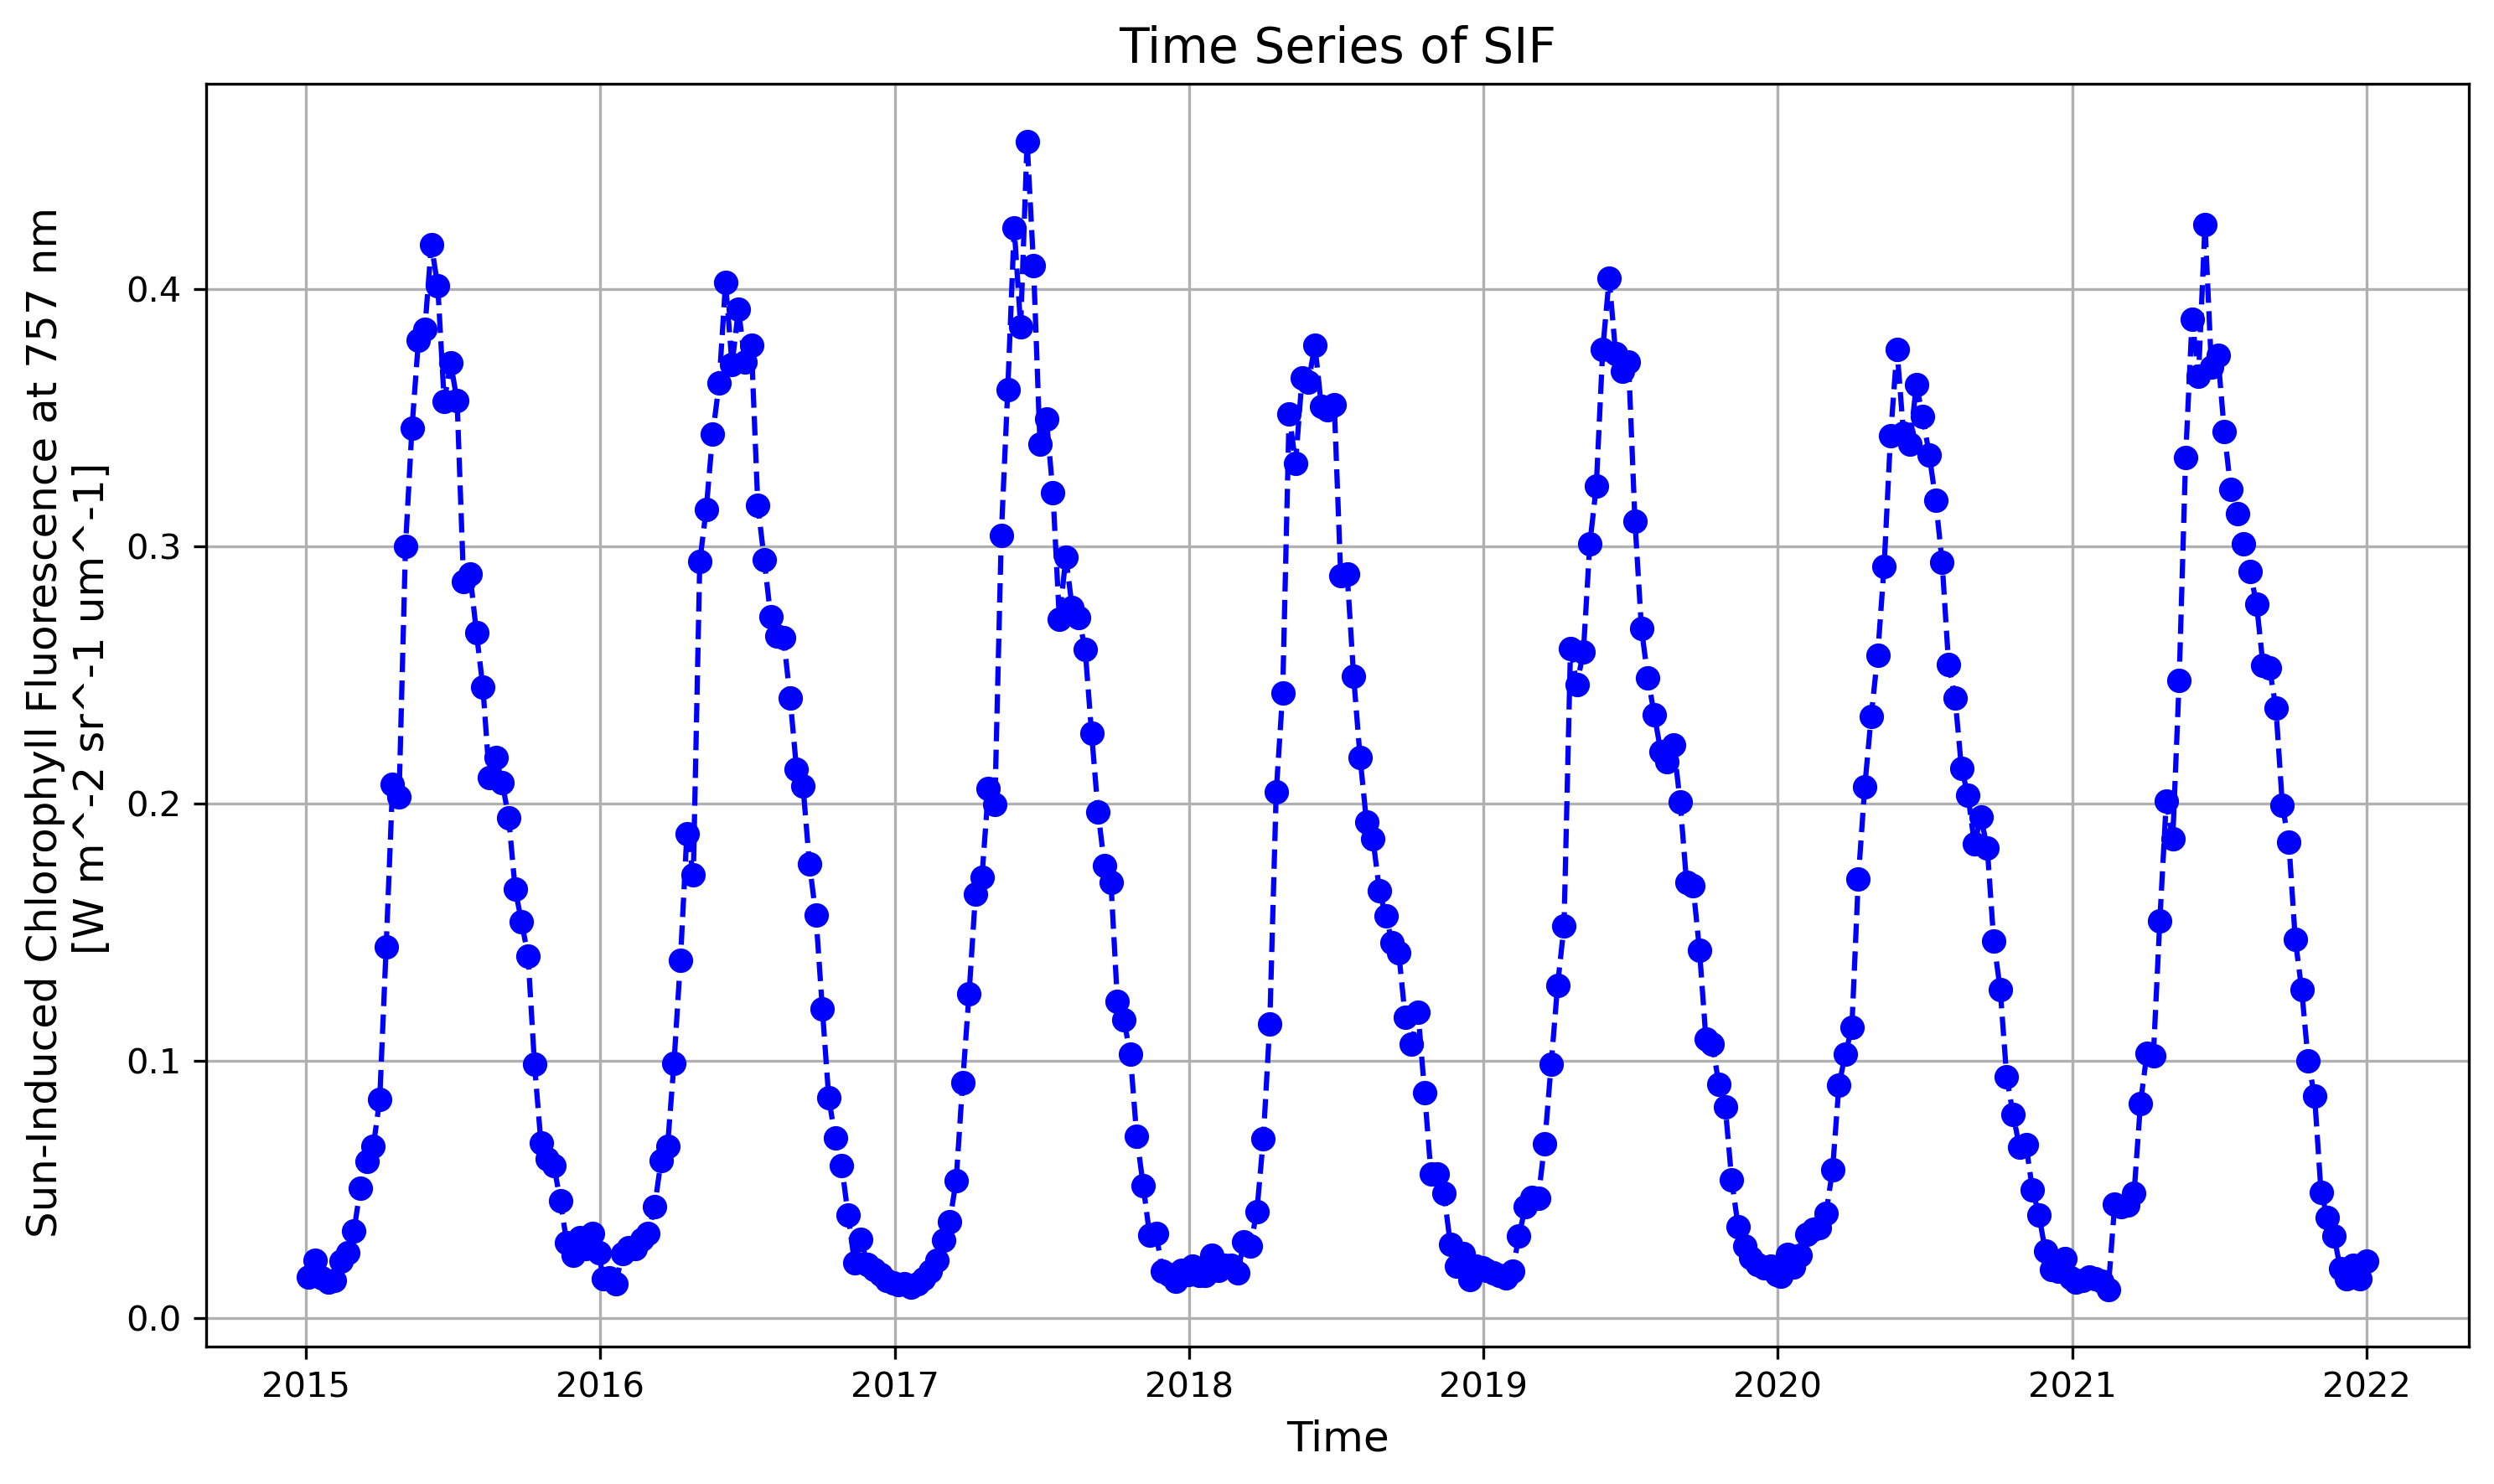 Time Series of SIF
Sun-Induced Chlorophyll Fluorescence at 757 nm
[W m^-2 sr^-1 um^-1]
0.4
0.3
0.2
0.1
0.0
2015 2016 2017 2018 2019 2020 2021 2022
Time